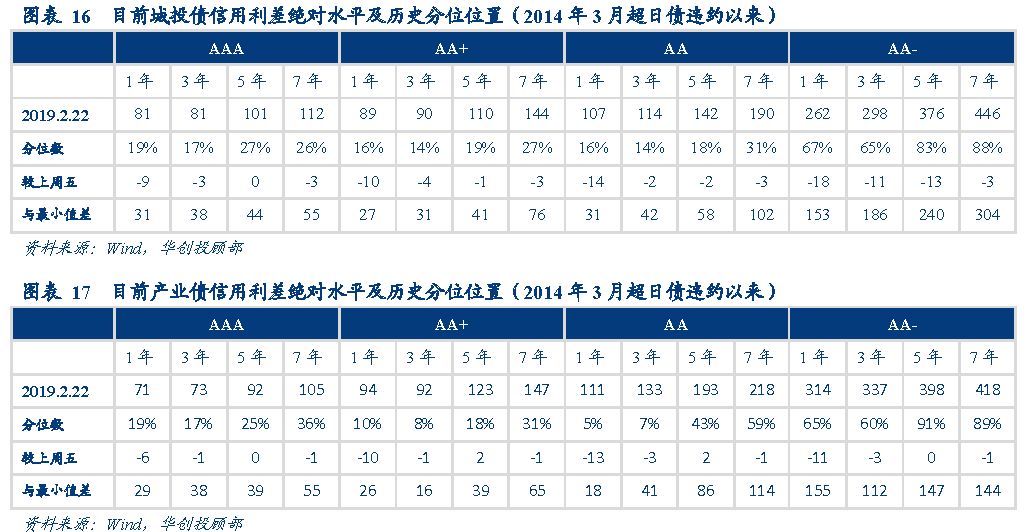 图表 16 目前城投债信用利差绝对水平及历史分位位置（2014 年 3 月超日债违约以来）
AAA AA+ AA AA-
1 年 3 年 5 年 7 年 1 年 3 年 5 年 7 年 1 年 3 年 5 年 7 年 1 年 3 年 5 年 7 年
2019.2.22 81 81 101 112 89 90 110 144 107 114 142 190 262 298 376 446
分位数 19% 17% 27% 26% 16% 14% 19% 27% 16% 14% 18% 31% 67% 65% 83% 88%
较上周五 -9 -3 0 -3 -10 -4 -1 -3 -14 -2 -2 -3 -18 -11 -13 -3
与最小值差 31 38 44 55 27 31 41 76 31 42 58 102 153 186 240 304
资料来源：Wind，华创投顾部
图表 17 目前产业债信用利差绝对水平及历史分位位置（2014 年 3 月超日债违约以来）
AAA AA+ AA AA-
1 年 3 年 5 年 7 年 1 年 3 年 5 年 7 年 1 年 3 年 5 年 7 年 1 年 3 年 5 年 7 年
2019.2.22 71 73 92 105 94 92 123 147 111 133 193 218 314 337 398 418
分位数 19% 17% 25% 36% 10% 8% 18% 31% 5% 7% 43% 59% 65% 60% 91% 89%
较上周五 -6 -1 0 -1 -10 -1 2 -1 -13 -3 2 -1 -11 -3 0 -1
与最小值差 29 38 39 55 26 16 39 65 18 41 86 114 155 112 147 144
资料来源：Wind，华创投顾部